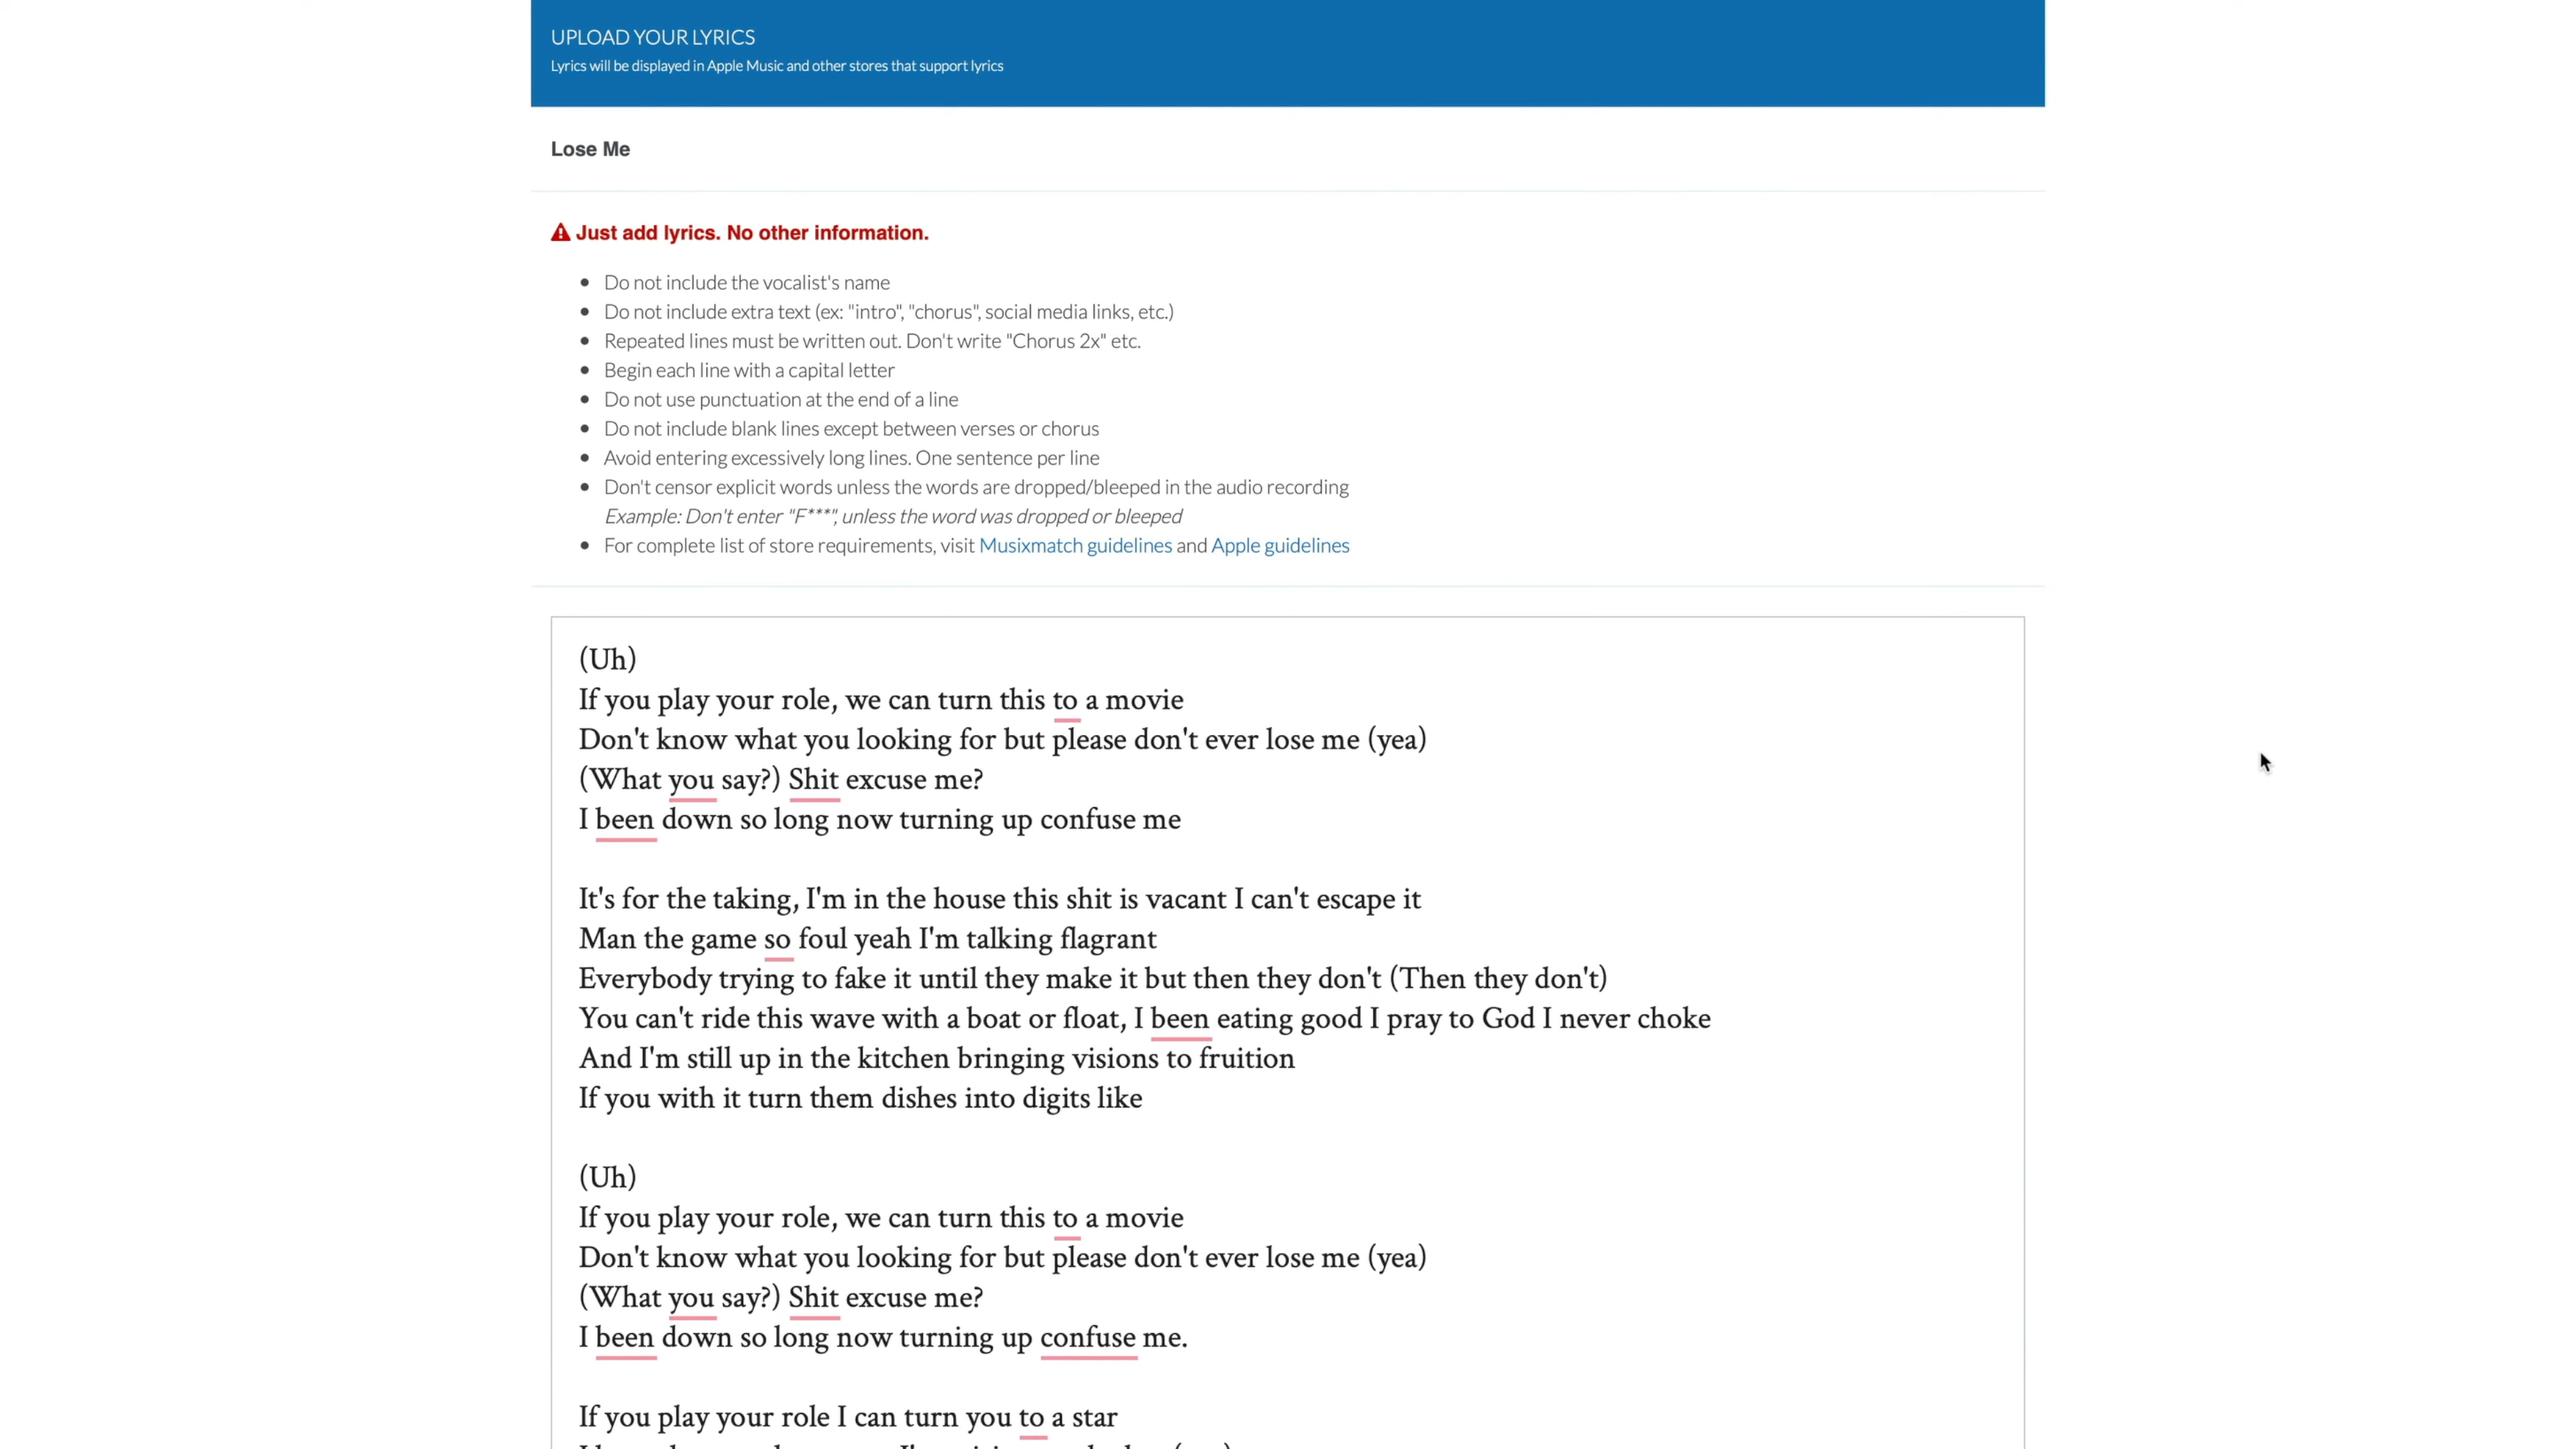 UPLOAD YOUR LYRICS
Lyrics will be displayed in Apple Music and other stores that support lyrics
Lose Me
Just add lyrics. No other information.
Do not include the vocalist's name
Do not include extra text (ex: "intro", "chorus", social media links, etc.)
Repeated lines must be written out. Don't write "Chorus 2x" etc.
Begin each line with a capital letter
Do not use punctuation at the end of a line
Do not include blank lines except between verses or chorus
Avoid entering excessively long lines. One sentence per line
Don't censor explicit words unless the words are dropped/bleeped in the audio recording
Example: Don't enter "F***", unless the word was dropped or bleeped
For complete list of store requirements, visit Musixmatch guidelines and Apple guidelines
(Uh)
If you play your role, we can turn this to a movie
Don't know what you looking for but please don't ever lose me (yea)
(What you say?) Shit excuse me?
I been down so long now turning up confuse me
It's for the taking, I'm in the house this shit is vacant I can't escape it
Man the game so foul yeah I'm talking flagrant
Everybody trying to fake it until they make it but then they don't (Then they don't)
You can't ride this wave with a boat or float, I been eating good I pray to God I never choke
And I'm still up in the kitchen bringing visions to fruition
If you with it turn them dishes into digits like
(Uh)
If you play your role, we can turn this to a movie
Don't know what you looking for but please don't ever lose me (yea)
(What you say?) Shit excuse me?
I been down so long now turning up confuse me.
If you play your role I can turn you to a star